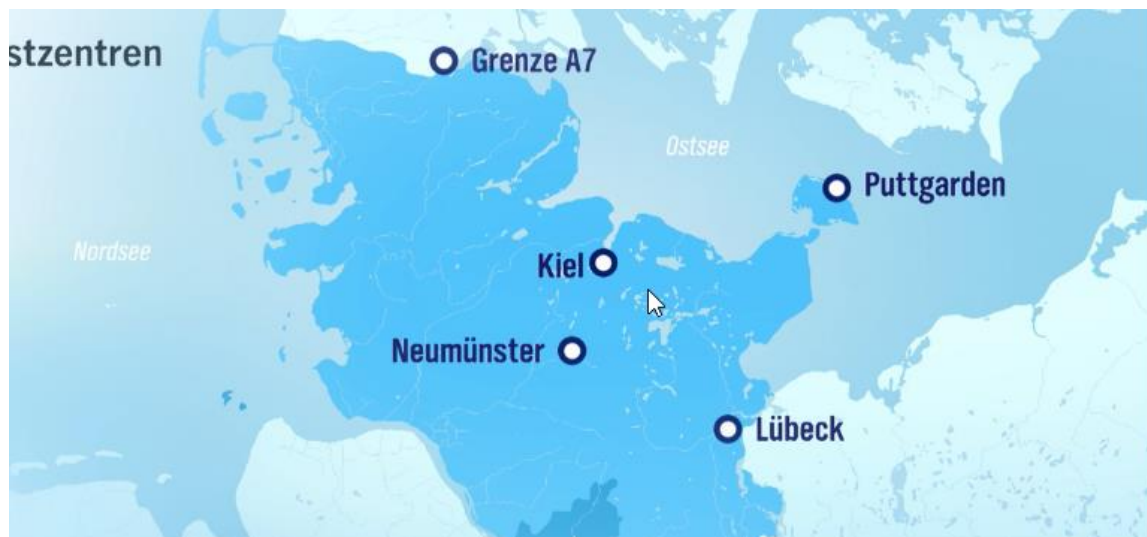 stzentren
Grenze A7
Ostsee
Puttgarden
Nordsee
Kiel
Neumünster
Lübeck